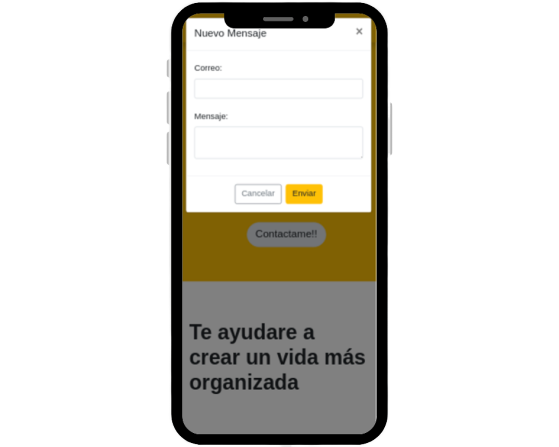 Nuevo Mensaje ×
Correo:
Mensaje:
Cancelar Enviar
Contactame!!
Te ayudare a
crear un vida más
organizada